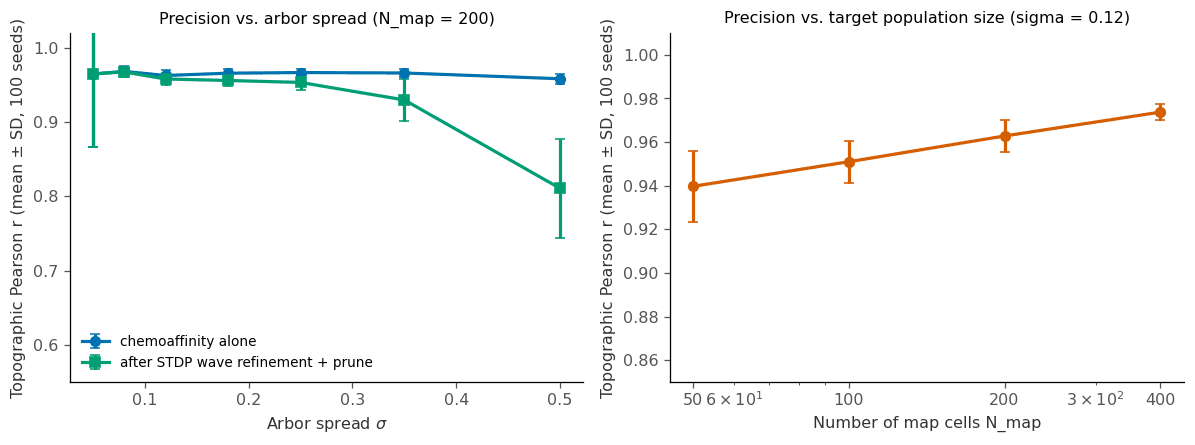 Precision vs. arbor spread (N_map = 200)
Topographic Pearson r (mean ± SD, 100 seeds)
1.0
0.9
0.8
0.7
0.6
chemoaffinity alone
after STDP wave refinement + prune
0.1 0.2 0.3 0.4 0.5
Arbor spread σ
Precision vs. target population size (sigma = 0.12)
Topographic Pearson r (mean ± SD, 100 seeds)
1.00
0.98
0.96
0.94
0.92
0.90
0.88
0.86
50 6 × 10¹ 100 200 3 × 10² 400
Number of map cells N_map